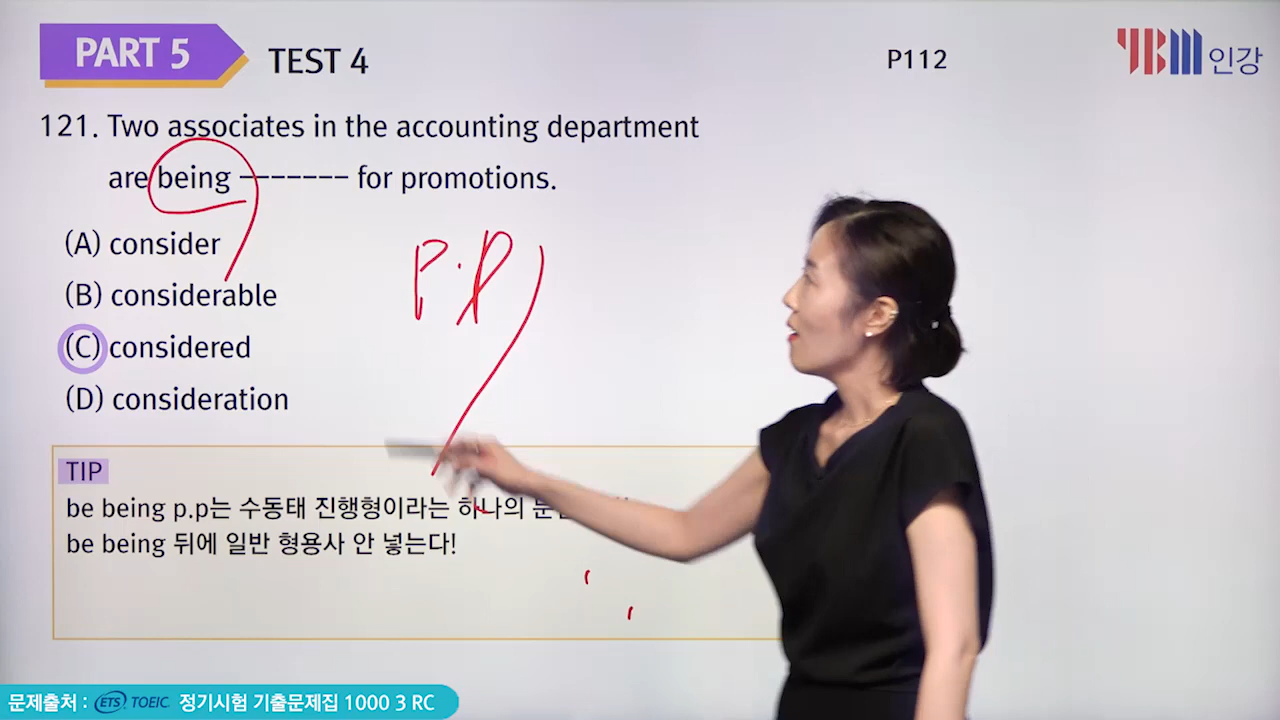 PART 5
TEST 4
P112
YBM 인강
121. Two associates in the accounting department
are being ------- for promotions.
(A) consider
(B) considerable
(C) considered
(D) consideration
P.P
TIP
be being p.p는 수동태 진행형이라는 하나의
be being 뒤에 일반 형용사 안 넣는다!
문제출처 : ETS TOEIC 정기시험 기출문제집 1000 3 RC